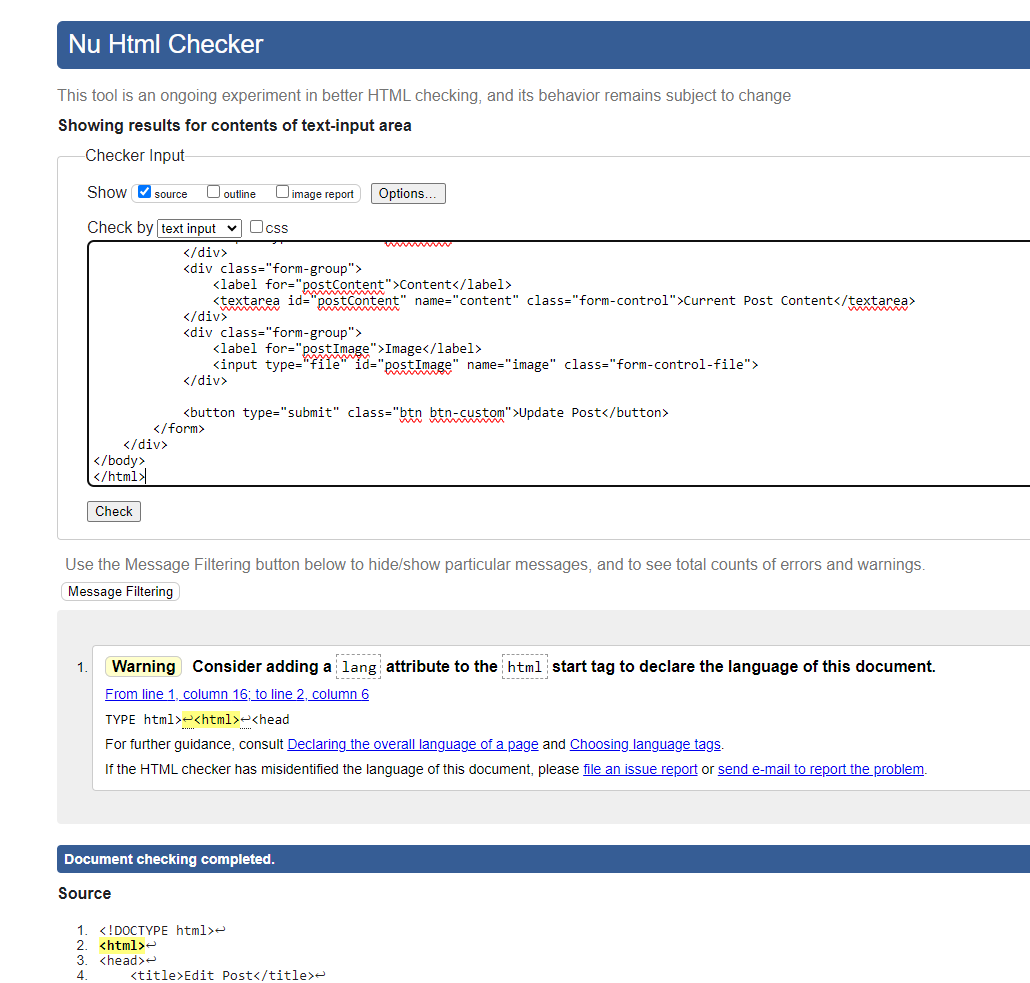 Nu Html Checker
This tool is an ongoing experiment in better HTML checking, and its behavior remains subject to change
Showing results for contents of text-input area
Checker Input
Show source outline image report Options...
Check by text input css
</div>
<div class="form-group">
<label for="postContent">Content</label>
<textarea id="postContent" name="content" class="form-control">Current Post Content</textarea>
</div>
<div class="form-group">
<label for="postImage">Image</label>
<input type="file" id="postImage" name="image" class="form-control-file">
</div>
<button type="submit" class="btn btn-custom">Update Post</button>
</form>
</div>
</body>
</html>
Check
Use the Message Filtering button below to hide/show particular messages, and to see total counts of errors and warnings.
Message Filtering
1. Warning Consider adding a lang attribute to the html start tag to declare the language of this document.
From line 1, column 16; to line 2, column 6
TYPE html>↩<html>↩<head
For further guidance, consult Declaring the overall language of a page and Choosing language tags.
If the HTML checker has misidentified the language of this document, please file an issue report or send e-mail to report the problem.
Document checking completed.
Source
1. <!DOCTYPE html>↩
2. <html>↩
3. <head>↩
4. <title>Edit Post</title>↩